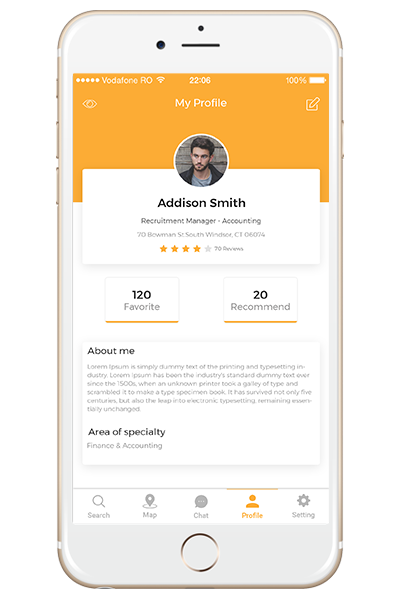 Vodafone RO 22:06 100%
My Profile
Addison Smith
Recruitment Manager - Accounting
70 Bowman St.South Windsor, CT 06074
70 Reviews
120 20
Favorite Recommend
About me
Lorem Ipsum is simply dummy text of the printing and typesetting in-
dustry. Lorem Ipsum has been the industry's standard dummy text ever
since the 1500s, when an unknown printer took a galley of type and
scrambled it to make a type specimen book. It has survived not only five
centuries, but also the leap into electronic typesetting, remaining essen-
tially unchanged.
Area of specialty
Finance & Accounting
Search Map Chat Profile Setting